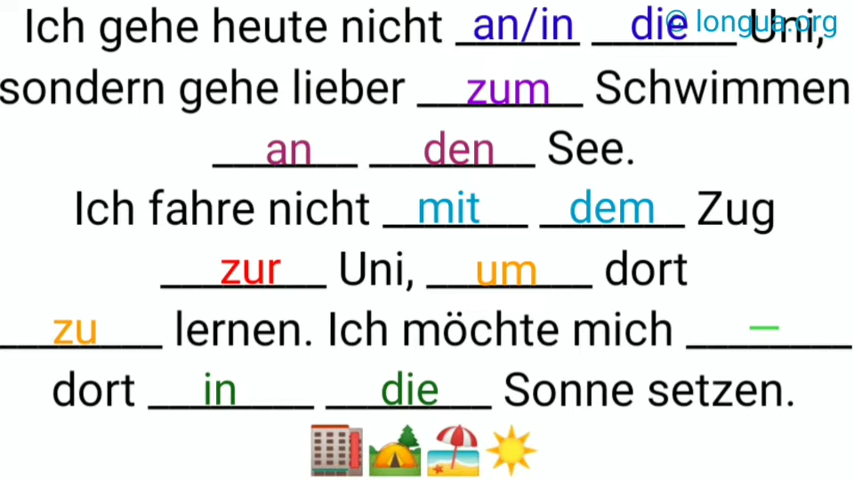 Ich gehe heute nicht an/in die Uni,
© longua.org
sondern gehe lieber zum Schwimmen
an den See.
Ich fahre nicht mit dem Zug
zur Uni, um dort
zu lernen. Ich möchte mich —
dort in die Sonne setzen.